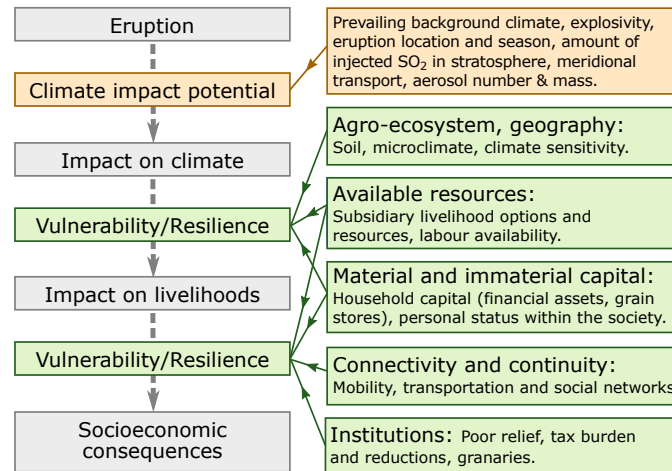 Eruption
Climate impact potential
Impact on climate
Vulnerability/Resilience
Impact on livelihoods
Vulnerability/Resilience
Socioeconomic
consequences
Prevailing background climate, explosivity,
eruption location and season, amount of
injected SO₂ in stratosphere, meridional
transport, aerosol number & mass.
Agro-ecosystem, geography:
Soil, microclimate, climate sensitivity.
Available resources:
Subsidiary livelihood options and
resources, labour availability.
Material and immaterial capital:
Household capital (financial assets, grain
stores), personal status within the society.
Connectivity and continuity:
Mobility, transportation and social networks
Institutions: Poor relief, tax burden
and reductions, granaries.